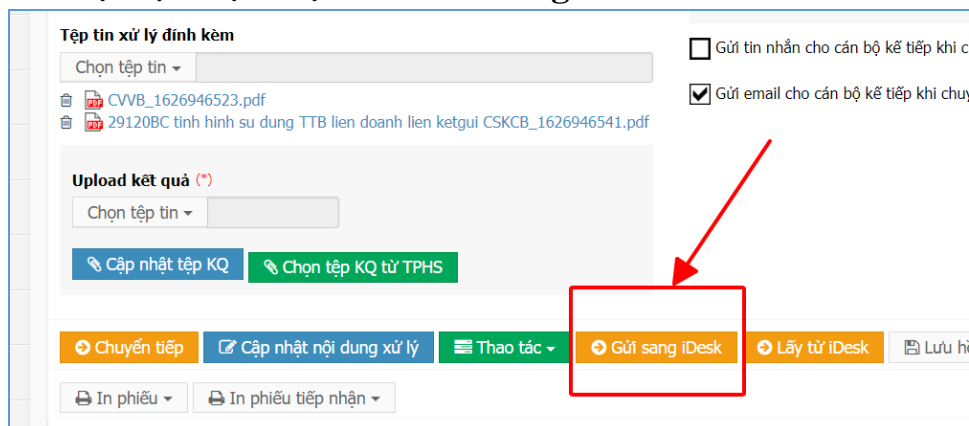 Tệp tin xử lý đính kèm
Chọn tệp tin
CVVB_1626946523.pdf
29120BC tinh hinh su dung TTB lien doanh lien ketgui CSKCB_1626946541.pdf
Gửi tin nhắn cho cán bộ kế tiếp khi c
Gửi email cho cán bộ kế tiếp khi chuy
Upload kết quả (*)
Chọn tệp tin
Cập nhật tệp KQ Chọn tệp KQ từ TPHS
Chuyển tiếp Cập nhật nội dung xử lý Thao tác Gửi sang iDesk Lấy từ iDesk Lưu h
In phiếu In phiếu tiếp nhận